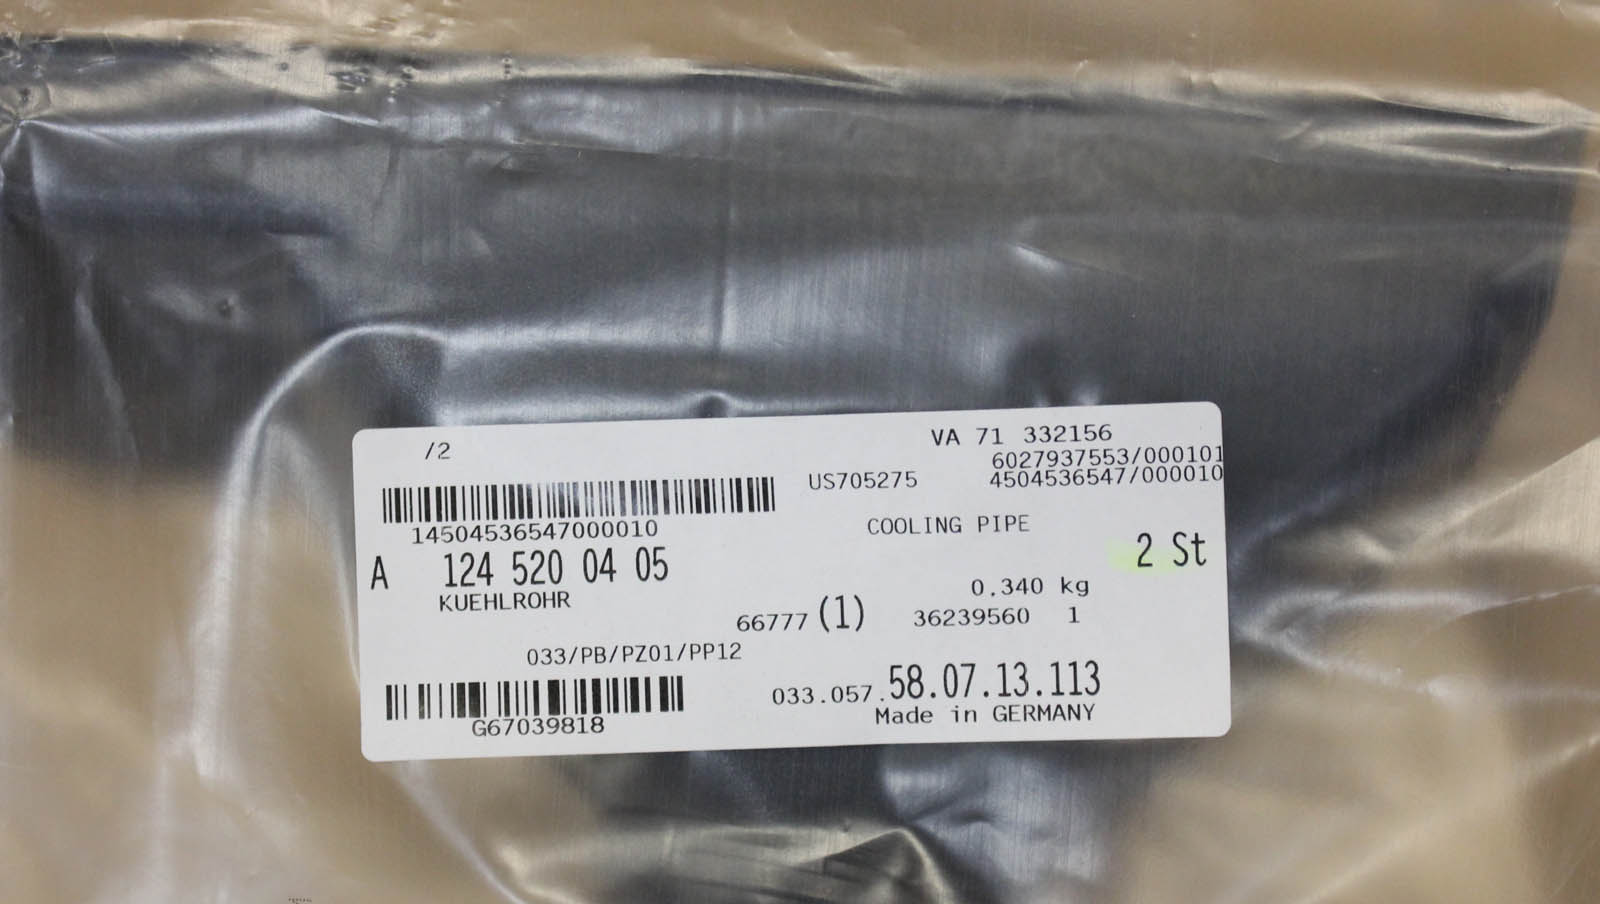 /2
VA 71 332156
6027937553/000101
US705275 4504536547/000010
14504536547000010
COOLING PIPE
A 124 520 04 05
2 St
KUEHLROHR
0.340 kg
66777 (1) 36239560 1
033/PB/PZ01/PP12
033.057.58.07.13.113
G67039818
Made in GERMANY